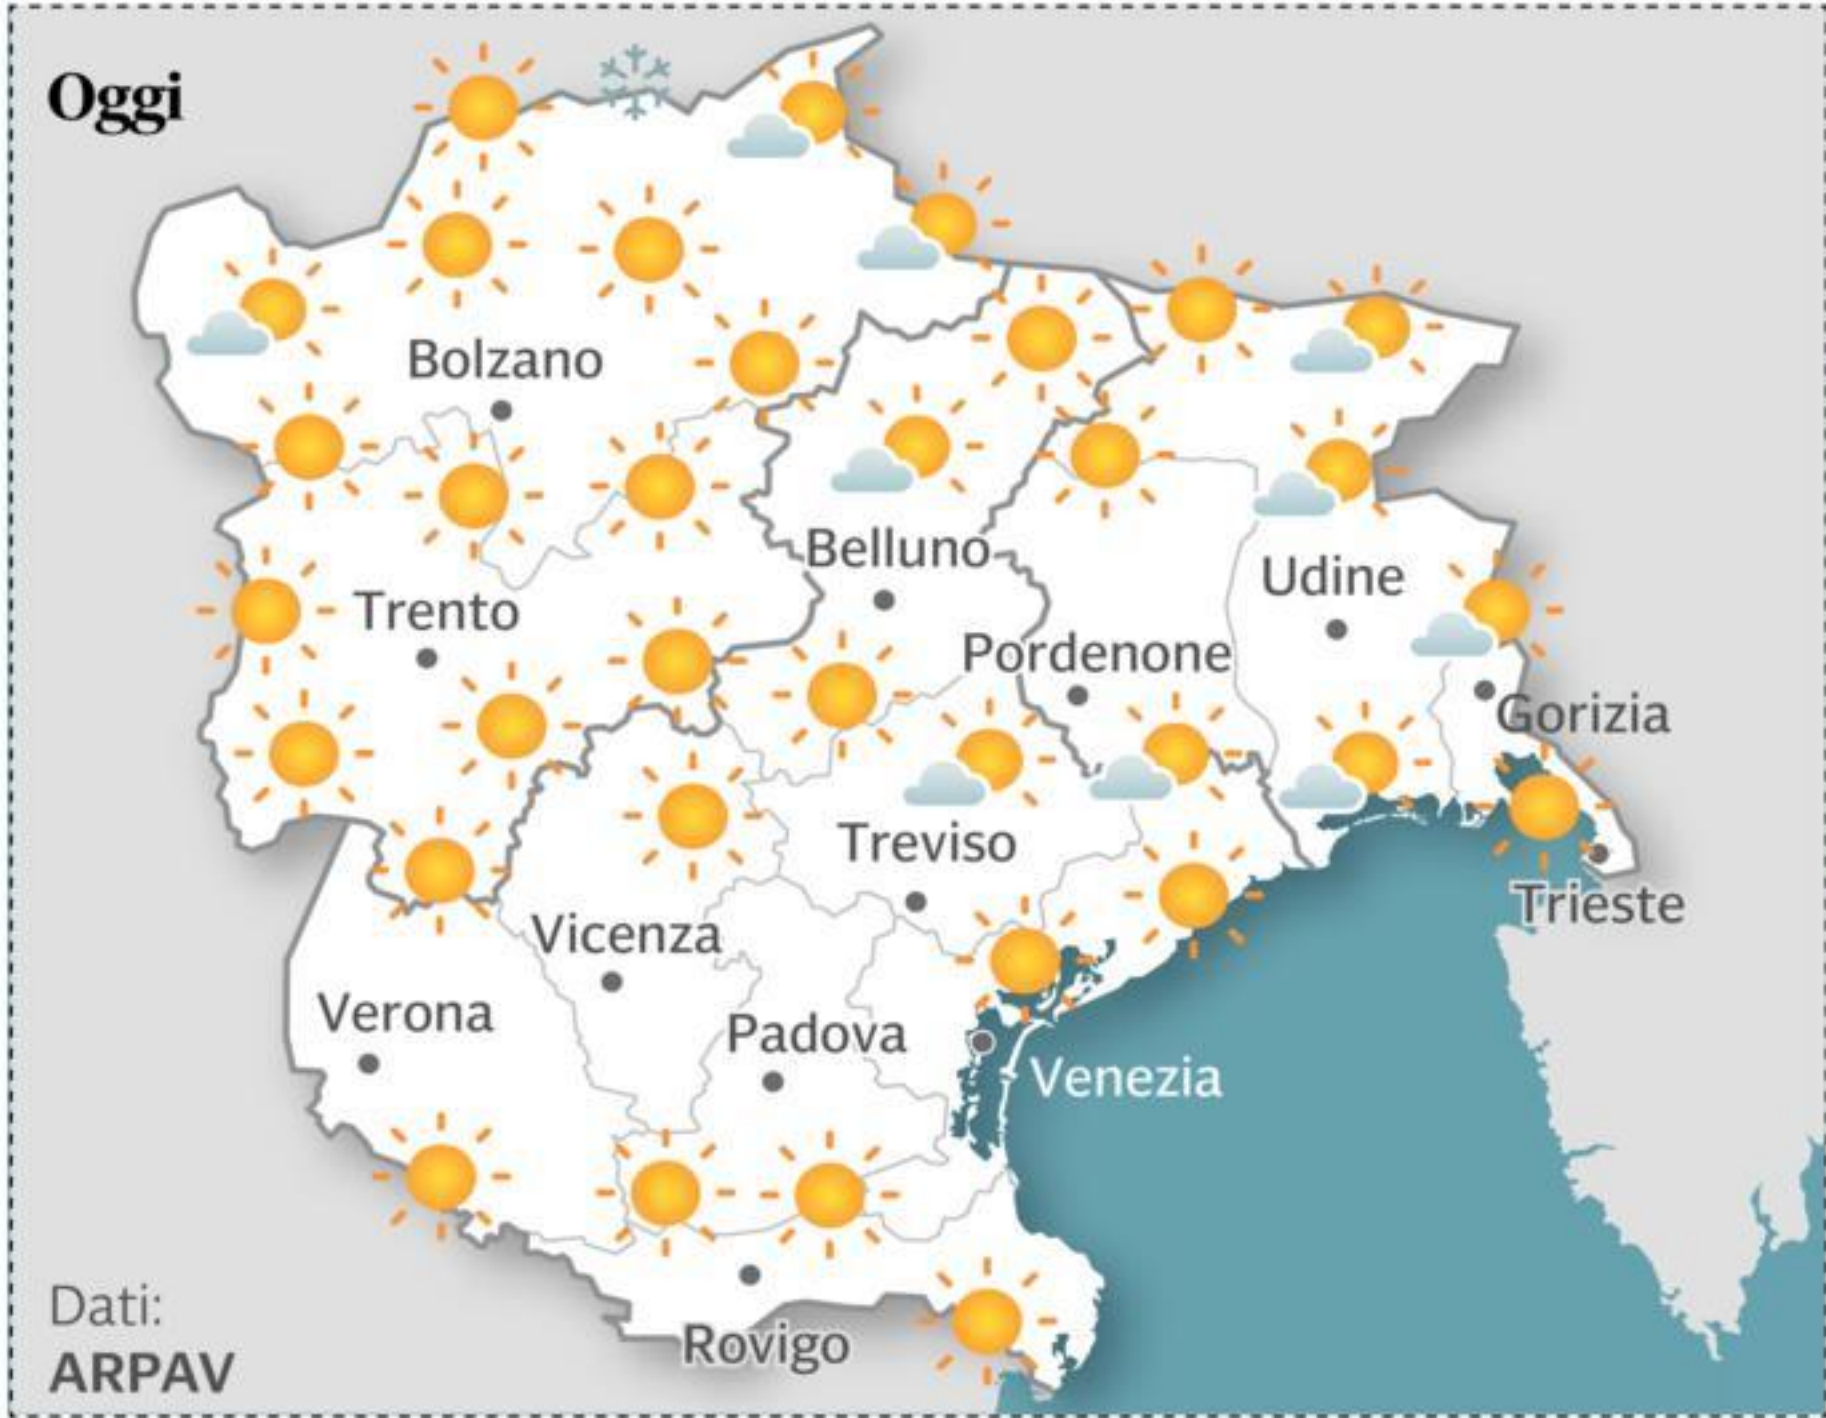 Oggi
Bolzano
Belluno
Udine
Trento
Pordenone
Gorizia
Treviso
Trieste
Vicenza
Verona
Padova
Venezia
Rovigo
Dati:
ARPAV